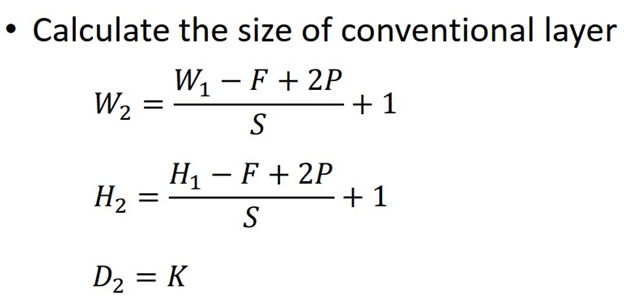 • Calculate the size of conventional layer
W₂ = (W₁ − F + 2P)/S + 1
H₂ = (H₁ − F + 2P)/S + 1
D₂ = K